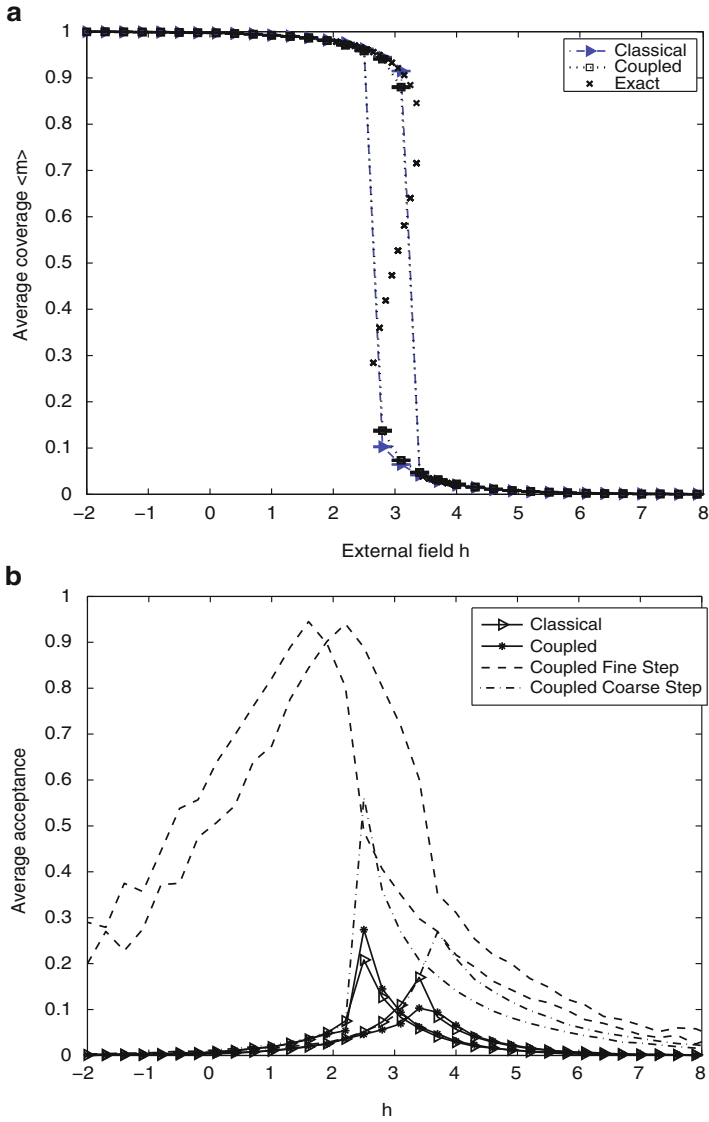 a
1
0.9
0.8
0.7
0.6
0.5
0.4
0.3
0.2
0.1
0
Average coverage <m>
Classical
Coupled
Exact
−2 −1 0 1 2 3 4 5 6 7 8
External field h
b
1
0.9
0.8
0.7
0.6
0.5
0.4
0.3
0.2
0.1
0
Average acceptance
Classical
Coupled
Coupled Fine Step
Coupled Coarse Step
−2 −1 0 1 2 3 4 5 6 7 8
h